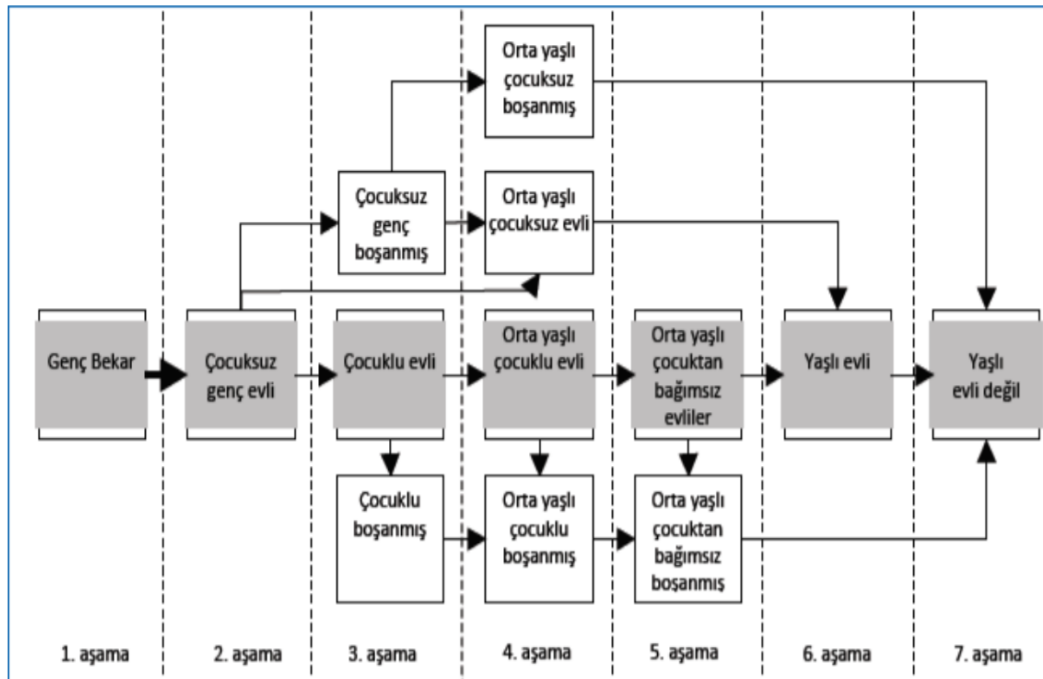 Orta yaşlı
çocuksuz
boşanmış
Çocuksuz
genç
boşanmış
Orta yaşlı
çocuksuz evli
Genç Bekar
Çocuksuz
genç evli
Çocuklu evli
Orta yaşlı
çocuklu evli
Orta yaşlı
çocuktan
bağımsız
evliler
Yaşlı evli
Yaşlı
evli değil
Çocuklu
boşanmış
Orta yaşlı
çocuklu
boşanmış
Orta yaşlı
çocuktan
bağımsız
boşanmış
1. aşama
2. aşama
3. aşama
4. aşama
5. aşama
6. aşama
7. aşama